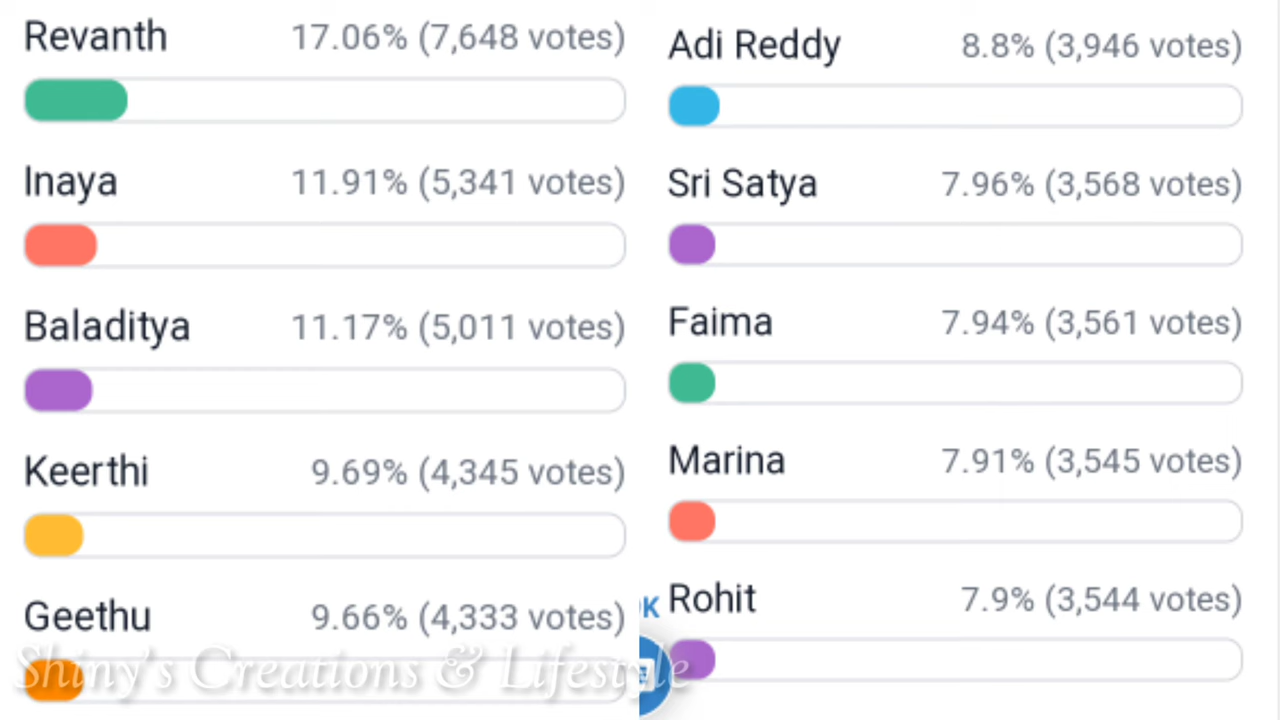 Revanth 17.06% (7,648 votes)
Inaya 11.91% (5,341 votes)
Baladitya 11.17% (5,011 votes)
Keerthi 9.69% (4,345 votes)
Geethu 9.66% (4,333 votes)
Shiny's Creations & Lifestyle
Adi Reddy 8.8% (3,946 votes)
Sri Satya 7.96% (3,568 votes)
Faima 7.94% (3,561 votes)
Marina 7.91% (3,545 votes)
Rohit 7.9% (3,544 votes)